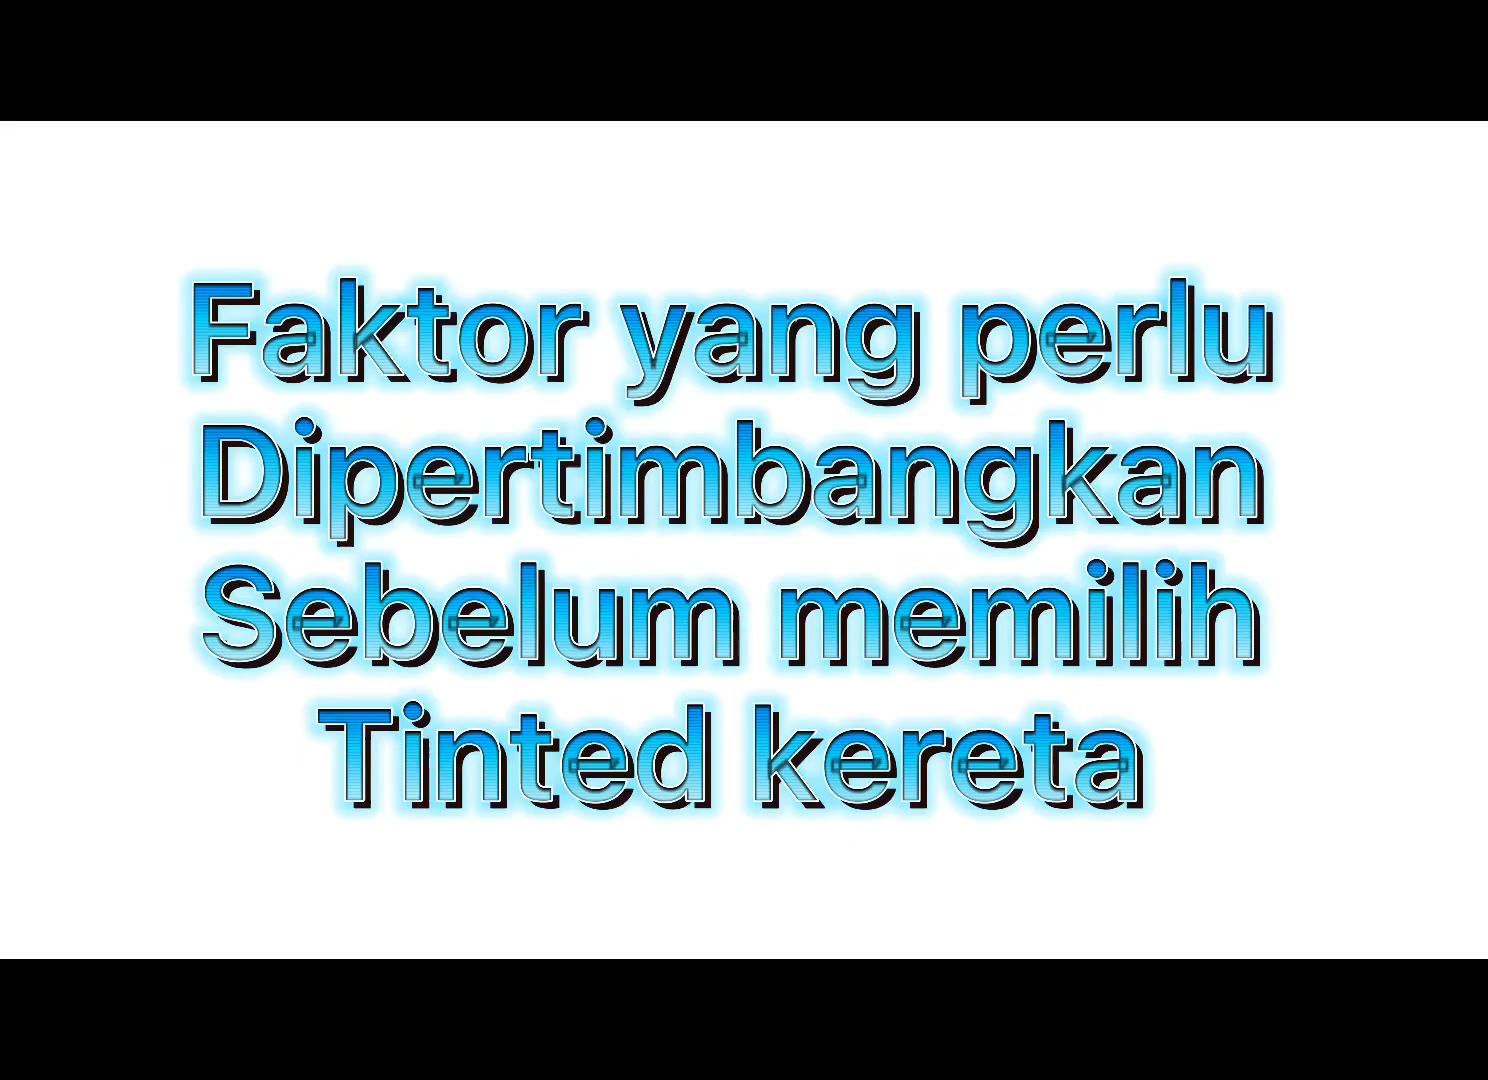 Faktor yang perlu
Dipertimbangkan
Sebelum memilih
Tinted kereta